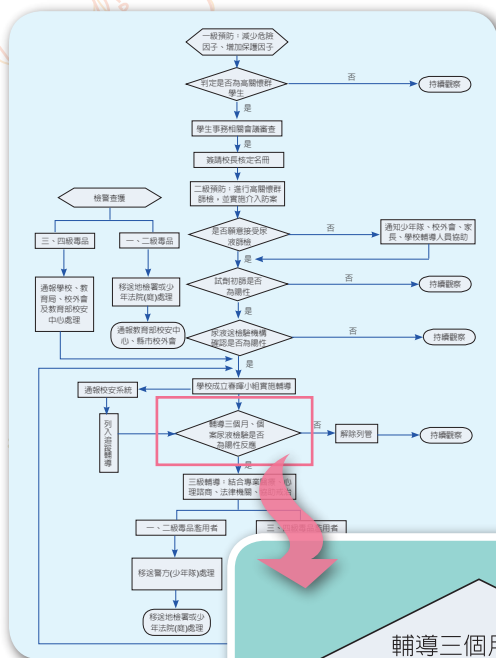 一級預防：減少危險
因子、增加保護因子
判定是否為高關懷群
學生
否
持續觀察
是
學生事務相關會議審查
是
簽請校長核定名冊
檢警查獲
二級預防：進行高關懷群
篩檢，並實施介入防案
三、四級毒品
一、二級毒品
是否願意接受尿
液篩檢
否
通知少年隊、校外會、家
長、學校輔導人員協助
是
通報學校、教
育局、校外會
及教育部校安
中心處理
移送地檢署或少
年法院(庭)處理
試劑初篩是否
為陽性
否
持續觀察
是
通報教育部校安中
心、縣市校外會
尿液送檢驗機構
確認是否為陽性
否
持續觀察
是
通報校安系統
學校成立春暉小組實施輔導
列入追蹤輔導
輔導三個月、個
案尿液檢驗是否
為陽性反應
否
解除列管
持續觀察
是
三級輔導：結合專業
理諮商、法律機關、
一、二級毒品濫用者
三、四級毒品濫用者
移送警方(少年隊)處理
移送地檢署或少
年法院(庭)處理
輔導三個月